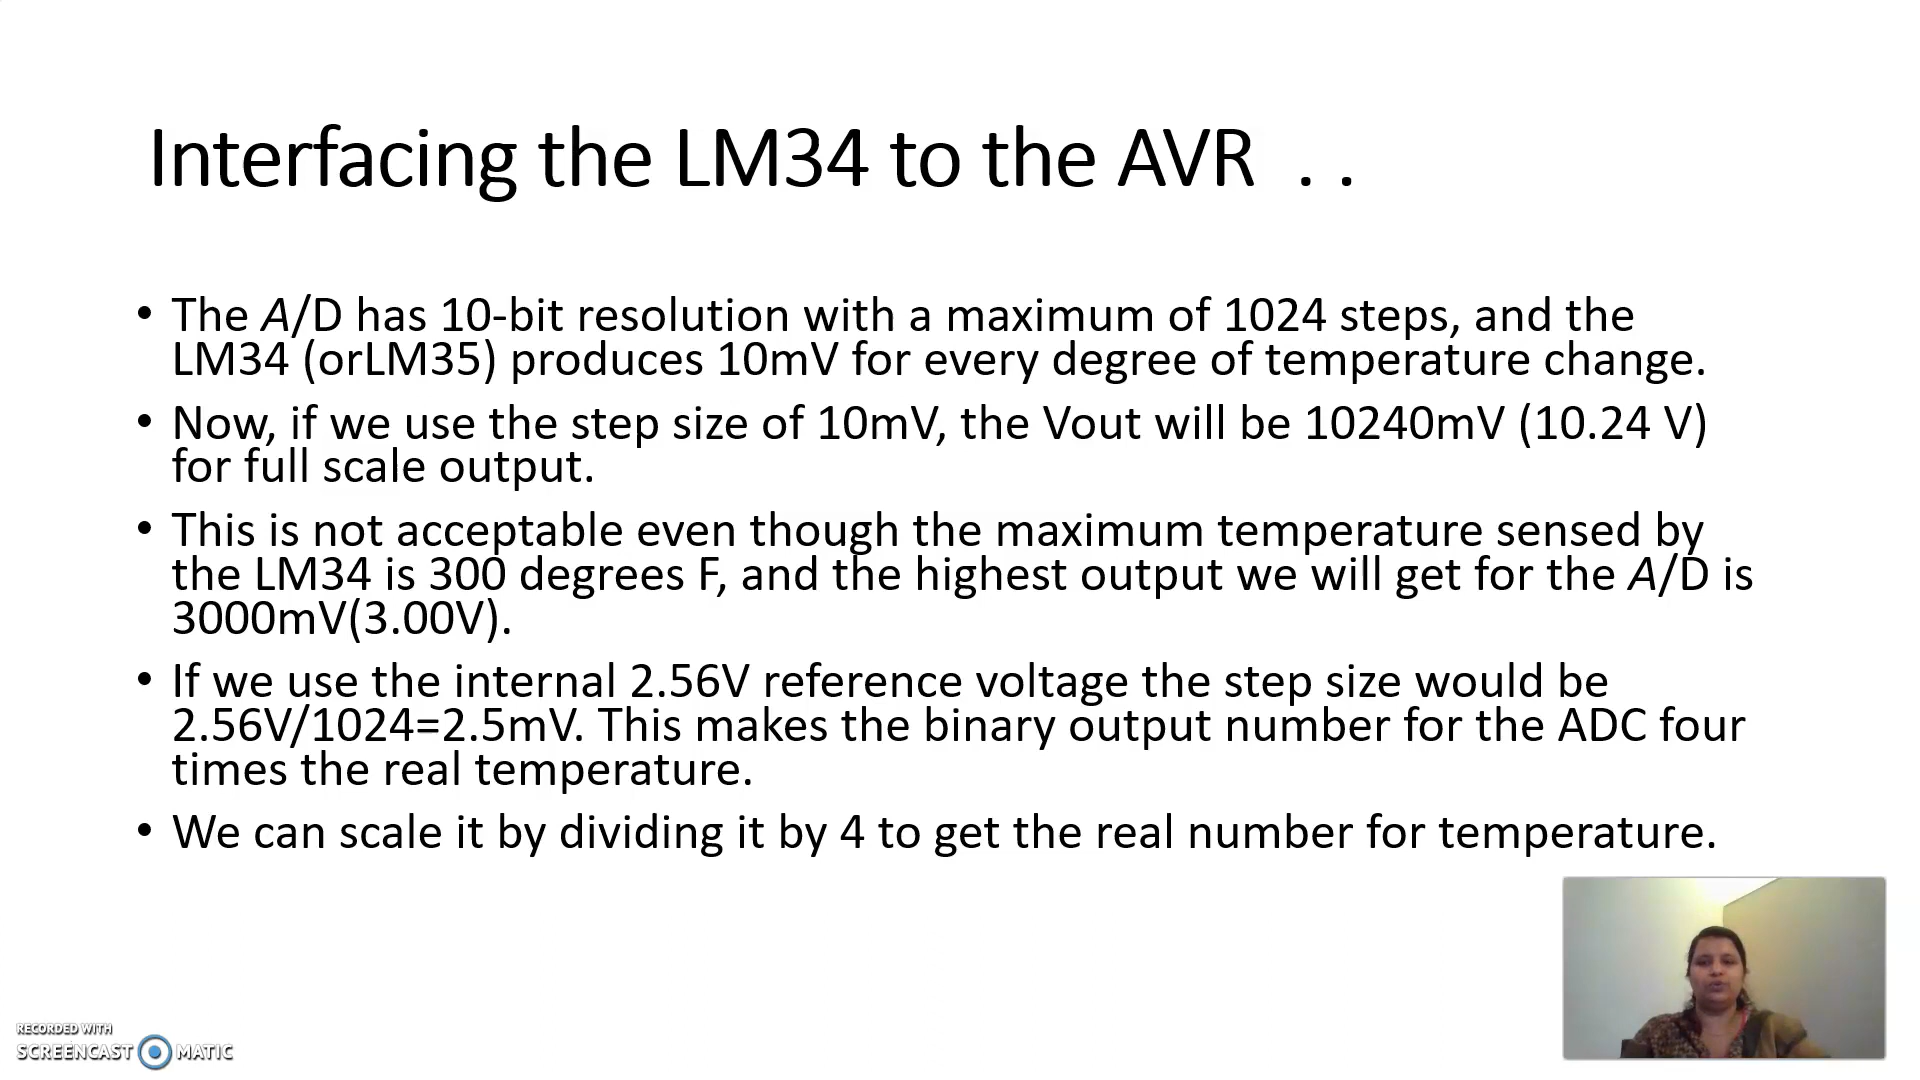 Interfacing the LM34 to the AVR . .
• The A/D has 10-bit resolution with a maximum of 1024 steps, and the
LM34 (orLM35) produces 10mV for every degree of temperature change.
• Now, if we use the step size of 10mV, the Vout will be 10240mV (10.24 V)
for full scale output.
• This is not acceptable even though the maximum temperature sensed by
the LM34 is 300 degrees F, and the highest output we will get for the A/D is
3000mV(3.00V).
• If we use the internal 2.56V reference voltage the step size would be
2.56V/1024=2.5mV. This makes the binary output number for the ADC four
times the real temperature.
• We can scale it by dividing it by 4 to get the real number for temperature.
RECORDED WITH
SCREENCAST MATIC